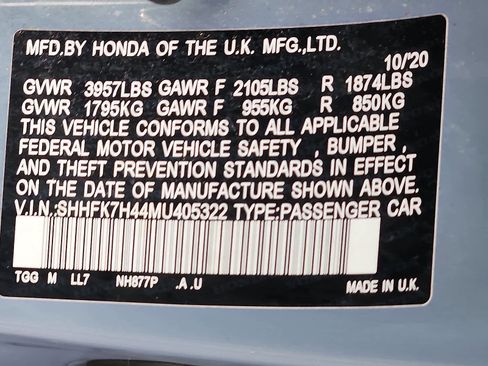 MFD.BY HONDA OF THE U.K. MFG.,LTD.
10/'20
GVWR 3957LBS GAWR F 2105LBS R 1874LBS
GVWR 1795KG GAWR F 955KG R 850KG
THIS VEHICLE CONFORMS TO ALL APPLICABLE
FEDERAL MOTOR VEHICLE SAFETY , BUMPER ,
AND THEFT PREVENTION STANDARDS IN EFFECT
ON THE DATE OF MANUFACTURE SHOWN ABOVE.
V.I.N.:SHHFK7H44MU405322 TYPE:PASSENGER CAR
TGG M LL7 NH877P .A .U
MADE IN U.K.